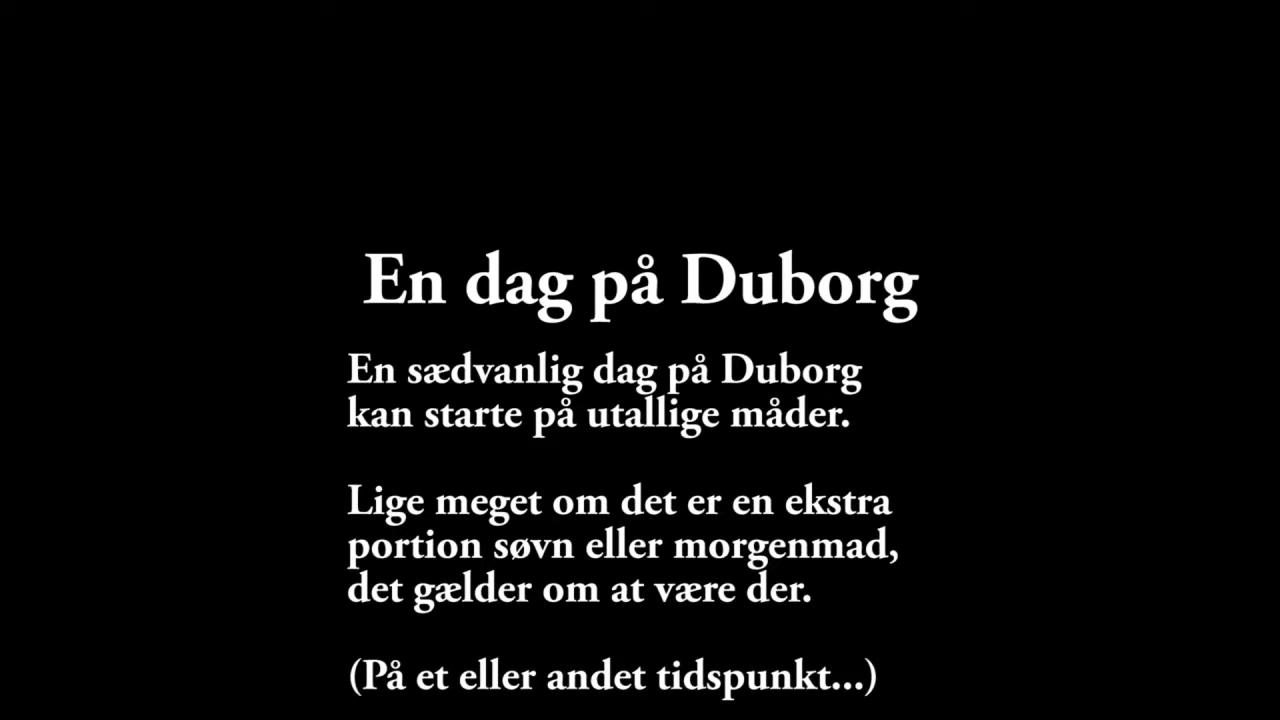 En dag på Duborg
En sædvanlig dag på Duborg
kan starte på utallige måder.
Lige meget om det er en ekstra
portion søvn eller morgenmad,
det gælder om at være der.
(På et eller andet tidspunkt...)